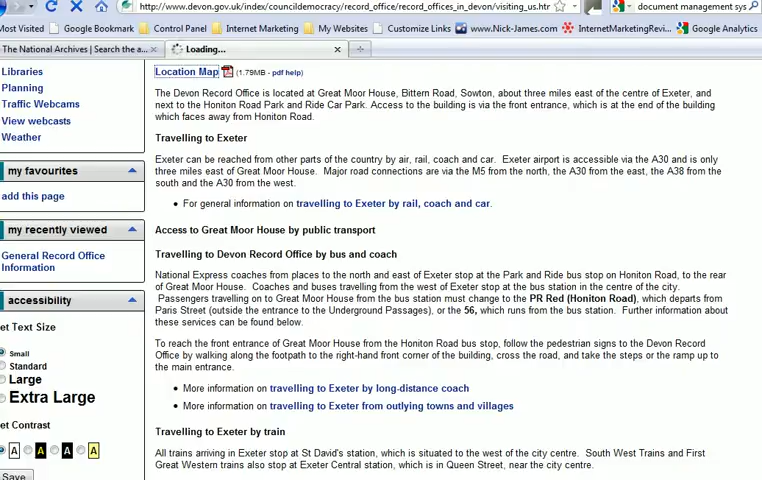 http://www.devon.gov.uk/index/councildemocracy/record_office/record_offices_in_devon/visiting_us.htm
document management sys
Most Visited Google Bookmark Control Panel Internet Marketing My Websites Customize Links www.Nick-James.com InternetMarketingRevi... Google Analytics
The National Archives | Search the a... Loading...
Libraries
Planning
Traffic Webcams
View webcasts
Weather
my favourites
add this page
my recently viewed
General Record Office
Information
accessibility
et Text Size
Small
Standard
Large
Extra Large
et Contrast
A A A A
Save
Location Map (1.79MB - pdf help)
The Devon Record Office is located at Great Moor House, Bittern Road, Sowton, about three miles east of the centre of Exeter, and
next to the Honiton Road Park and Ride Car Park. Access to the building is via the front entrance, which is at the end of the building
which faces away from Honiton Road.
Travelling to Exeter
Exeter can be reached from other parts of the country by air, rail, coach and car. Exeter airport is accessible via the A30 and is only
three miles east of Great Moor House. Major road connections are via the M5 from the north, the A30 from the east, the A38 from the
south and the A30 from the west.
• For general information on travelling to Exeter by rail, coach and car.
Access to Great Moor House by public transport
Travelling to Devon Record Office by bus and coach
National Express coaches from places to the north and east of Exeter stop at the Park and Ride bus stop on Honiton Road, to the rear
of Great Moor House. Coaches and buses travelling from the west of Exeter stop at the bus station in the centre of the city.
Passengers travelling on to Great Moor House from the bus station must change to the PR Red (Honiton Road), which departs from
Paris Street (outside the entrance to the Underground Passages), or the 56, which runs from the bus station. Further information about
these services can be found below.
To reach the front entrance of Great Moor House from the Honiton Road bus stop, follow the pedestrian signs to the Devon Record
Office by walking along the footpath to the right-hand front corner of the building, cross the road, and take the steps or the ramp up to
the main entrance.
• More information on travelling to Exeter by long-distance coach
• More information on travelling to Exeter from outlying towns and villages
Travelling to Exeter by train
All trains arriving in Exeter stop at St David's station, which is situated to the west of the city centre. South West Trains and First
Great Western trains also stop at Exeter Central station, which is in Queen Street, near the city centre.